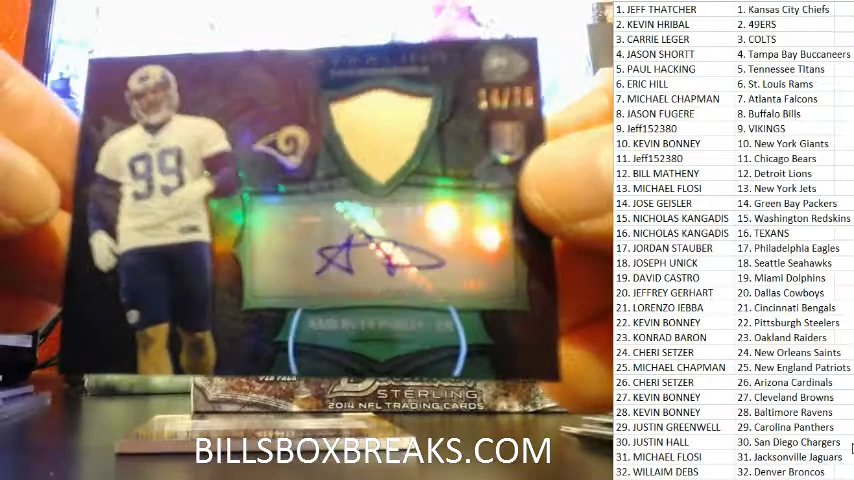 99
STERLING
2014 NFL TRADING CARDS
PER PACK
BILLSBOXBREAKS.COM
1. JEFF THATCHER 1. Kansas City Chiefs
2. KEVIN HRIBAL 2. 49ERS
3. CARRIE LEGER 3. COLTS
4. JASON SHORTT 4. Tampa Bay Buccaneers
5. PAUL HACKING 5. Tennessee Titans
6. ERIC HILL 6. St. Louis Rams
7. MICHAEL CHAPMAN 7. Atlanta Falcons
8. JASON FUGERE 8. Buffalo Bills
9. Jeff152380 9. VIKINGS
10. KEVIN BONNEY 10. New York Giants
11. Jeff152380 11. Chicago Bears
12. BILL MATHENY 12. Detroit Lions
13. MICHAEL FLOSI 13. New York Jets
14. JOSE GEISLER 14. Green Bay Packers
15. NICHOLAS KANGADIS 15. Washington Redskins
16. NICHOLAS KANGADIS 16. TEXANS
17. JORDAN STAUBER 17. Philadelphia Eagles
18. JOSEPH UNICK 18. Seattle Seahawks
19. DAVID CASTRO 19. Miami Dolphins
20. JEFFREY GERHART 20. Dallas Cowboys
21. LORENZO IEBBA 21. Cincinnati Bengals
22. KEVIN BONNEY 22. Pittsburgh Steelers
23. KONRAD BARON 23. Oakland Raiders
24. CHERI SETZER 24. New Orleans Saints
25. MICHAEL CHAPMAN 25. New England Patriots
26. CHERI SETZER 26. Arizona Cardinals
27. KEVIN BONNEY 27. Cleveland Browns
28. KEVIN BONNEY 28. Baltimore Ravens
29. JUSTIN GREENWELL 29. Carolina Panthers
30. JUSTIN HALL 30. San Diego Chargers
31. MICHAEL FLOSI 31. Jacksonville Jaguars
32. WILLAIM DEBS 32. Denver Broncos